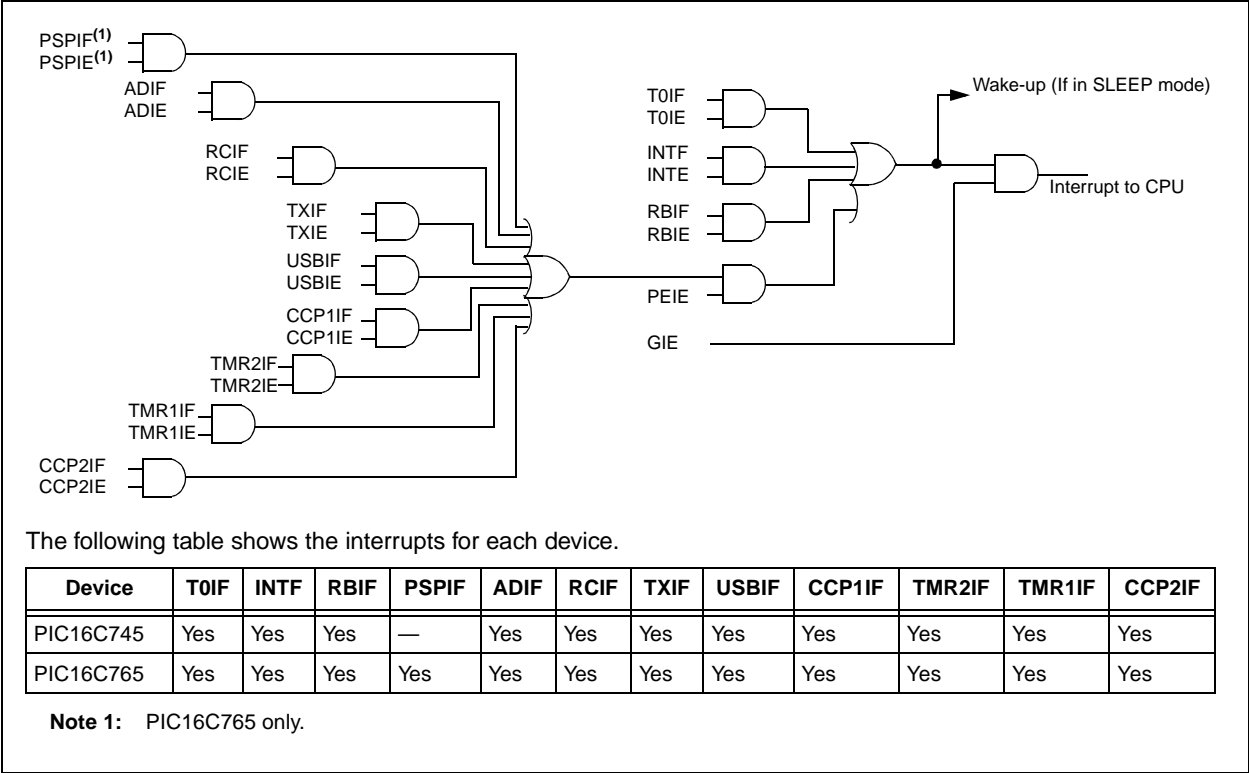 PSPIF(1)
PSPIE(1)
ADIF
ADIE
RCIF
RCIE
TXIF
TXIE
USBIF
USBIE
CCP1IF
CCP1IE
TMR2IF
TMR2IE
TMR1IF
TMR1IE
CCP2IF
CCP2IE
T0IF
T0IE
INTF
INTE
RBIF
RBIE
PEIE
GIE
Wake-up (If in SLEEP mode)
Interrupt to CPU
The following table shows the interrupts for each device.
Device T0IF INTF RBIF PSPIF ADIF RCIF TXIF USBIF CCP1IF TMR2IF TMR1IF CCP2IF
PIC16C745 Yes Yes Yes — Yes Yes Yes Yes Yes Yes Yes Yes
PIC16C765 Yes Yes Yes Yes Yes Yes Yes Yes Yes Yes Yes Yes
Note 1: PIC16C765 only.